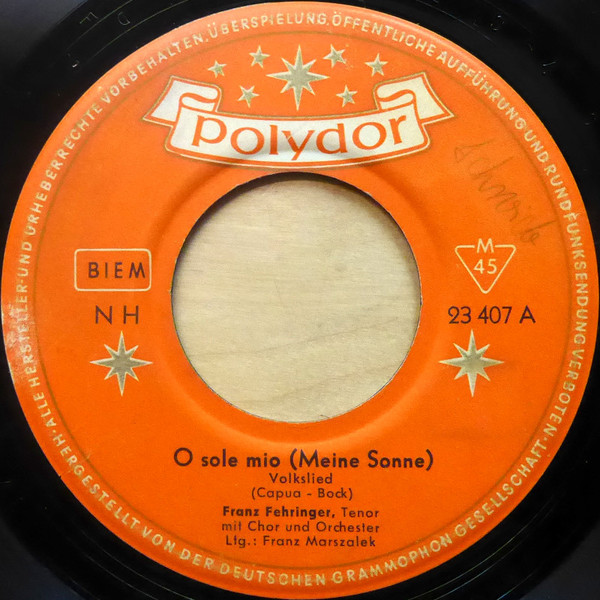 polydor
BIEM
NH
M
45
23 407 A
O sole mio (Meine Sonne)
Volkslied
(Capua - Bock)
Franz Fehringer, Tenor
mit Chor und Orchester
Ltg.: Franz Marszalek
ALLE HERSTELLER- UND URHEBERRECHTE VORBEHALTEN, ÜBERSPIELUNG, ÖFFENTLICHE AUFFÜHRUNG UND RUNDFUNKSENDUNG VERBOTEN
HERGESTELLT VON DER DEUTSCHEN GRAMMOPHON GESELLSCHAFT